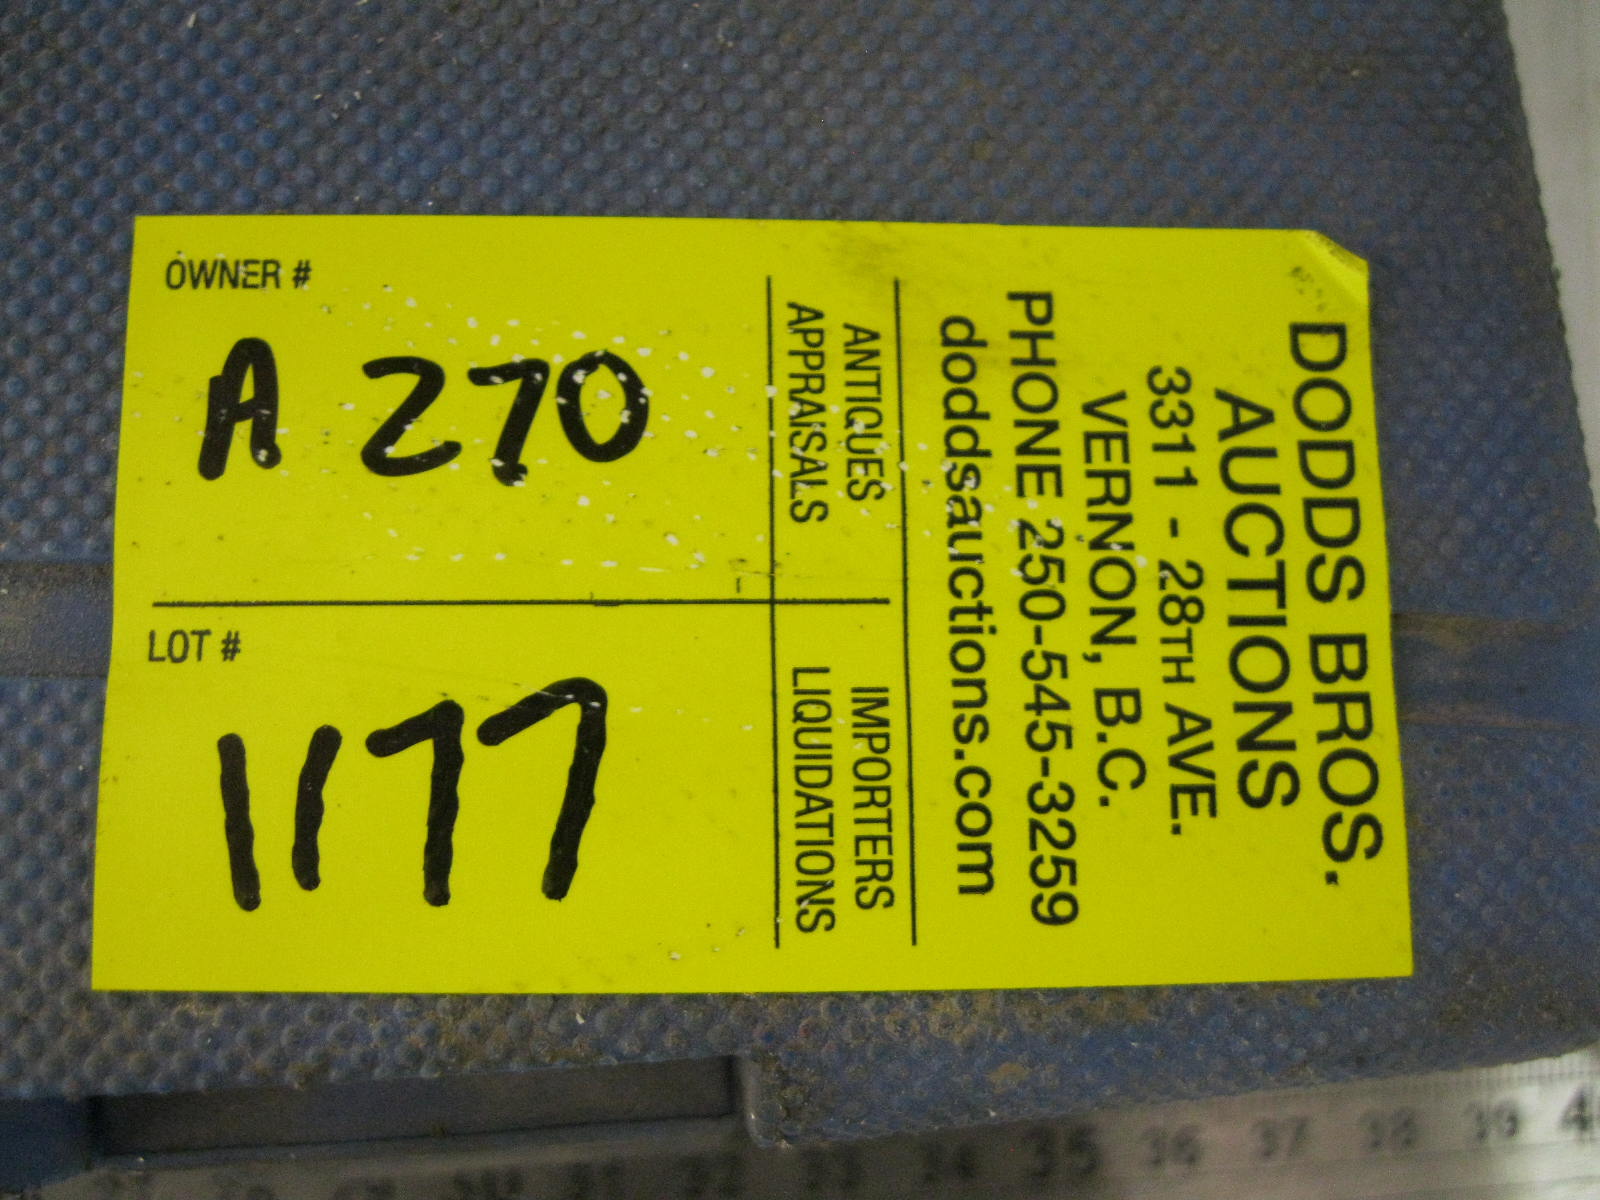 DODDS BROS.
AUCTIONS
3311 - 28TH AVE.
VERNON, B.C.
PHONE 250-545-3259
doddsauctions.com
ANTIQUES
APPRAISALS
IMPORTERS
LIQUIDATIONS
OWNER #
A 270
LOT #
1177
35 36 37 38 39